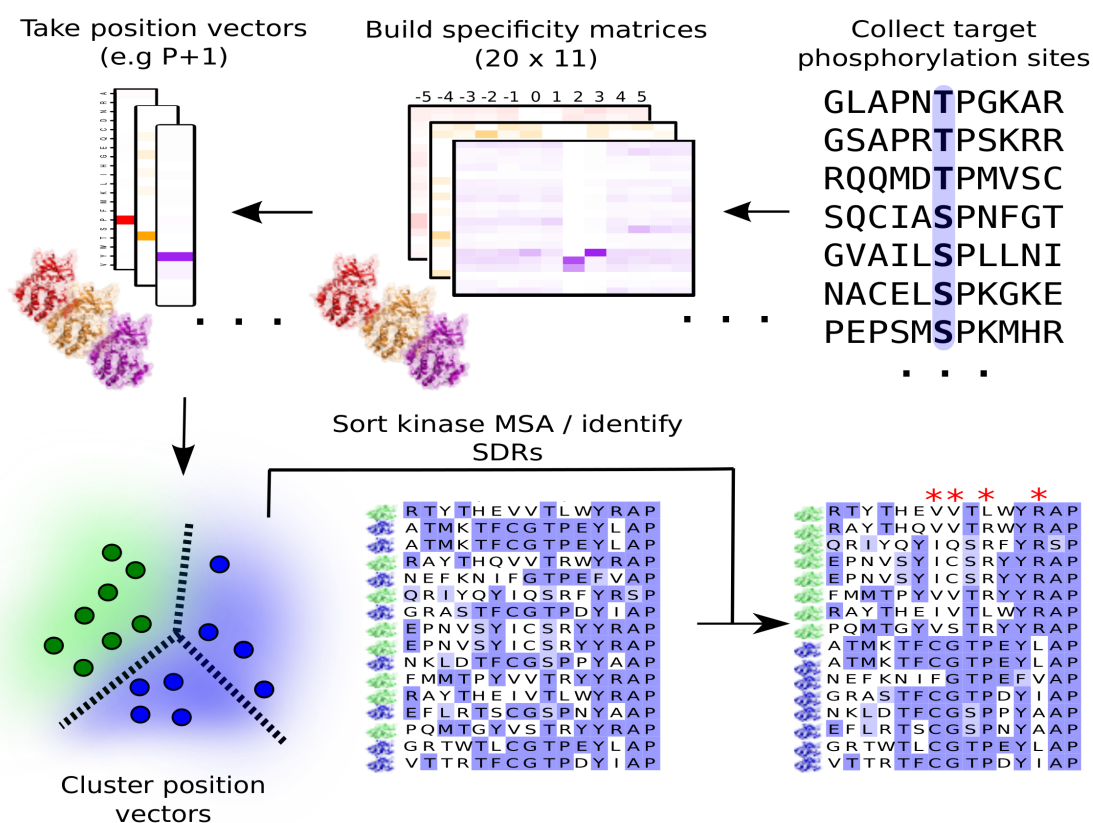 Take position vectors
(e.g P+1)
Build specificity matrices
(20 x 11)
Collect target
phosphorylation sites
-5 -4 -3 -2 -1 0 1 2 3 4 5
GLAPNTPGKAR
GSAPRTPSKRR
RQQMDTPMVSC
SQCIASPNFGT
GVAILSPLLNI
NACELSPKGKE
PEPSMSPKMHR
. . .
. . .
. . .
Sort kinase MSA / identify
SDRs
RTYTHEVVTLWYRAP
ATMKTFCGTPEYLAP
ATMKTFCGTPEYLAP
RAYTHQVVTRWYRAP
NEFKNIFGTPEFVAP
QRIYQYIQSRFYRSP
GRASTFCGTPDYIAP
EPNVSYICSRYYRAP
EPNVSYICSRYYRAP
NKLDTFCGSPPYAAP
FMMTPYVVTRYYRAP
RAYTHEIVTLWYRAP
EFLRTSCGSPNYAAP
PQMTGYVSTRYYRAP
GRTWTLCGTPEYLAP
VTTRTFCGTPDYIAP
* * * *
RTYTHEVVTLWYRAP
RAYTHQVVTRWYRAP
QRIYQYIQSRFYRSP
EPNVSYICSRYYRAP
EPNVSYICSRYYRAP
FMMTPYVVTRYYRAP
RAYTHEIVTLWYRAP
PQMTGYVSTRYYRAP
ATMKTFCGTPEYLAP
ATMKTFCGTPEYLAP
NEFKNIFGTPEFVAP
GRASTFCGTPDYIAP
NKLDTFCGSPPYAAP
EFLRTSCGSPNYAAP
GRTWTLCGTPEYLAP
VTTRTFCGTPDYIAP
Cluster position
vectors